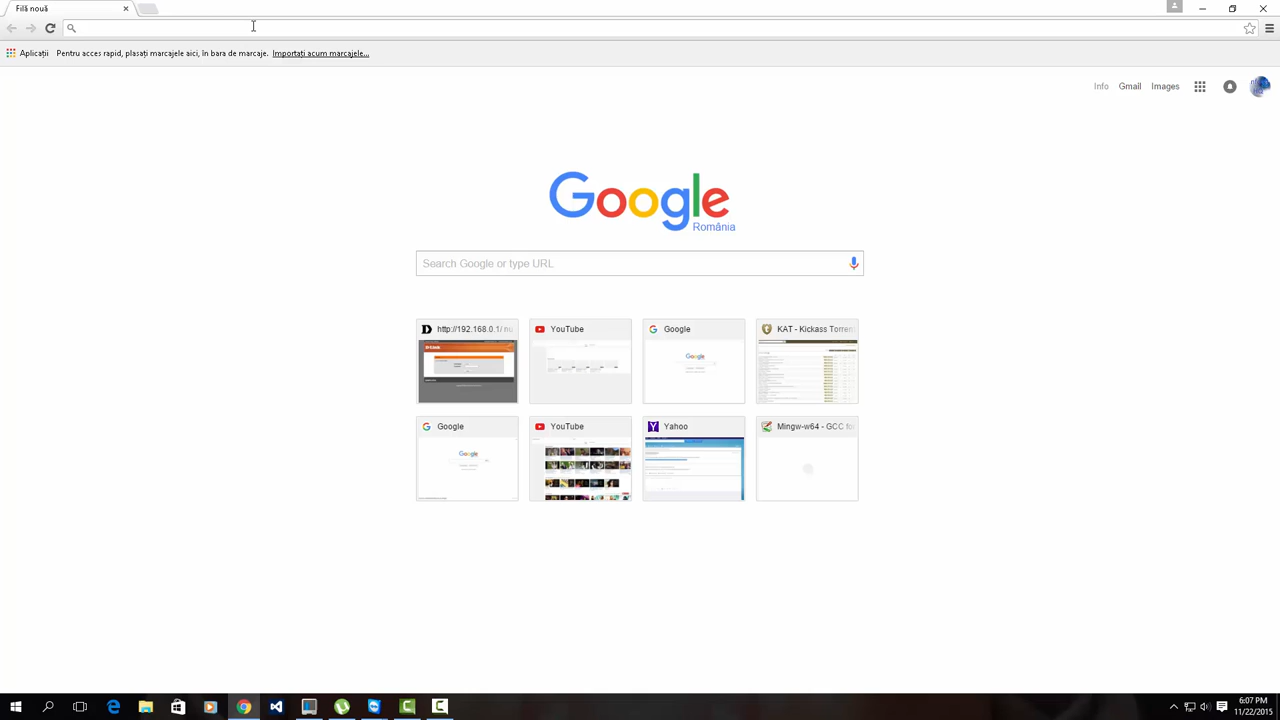 Filă nouă
Aplicații Pentru acces rapid, plasați marcajele aici, în bara de marcaje. Importați acum marcajele...
Info Gmail Images
Google
România
Search Google or type URL
http://192.168.0.1/ nu YouTube Google KAT - Kickass Torren
Google YouTube Yahoo Mingw-w64 - GCC fo
6:07 PM
11/22/2015